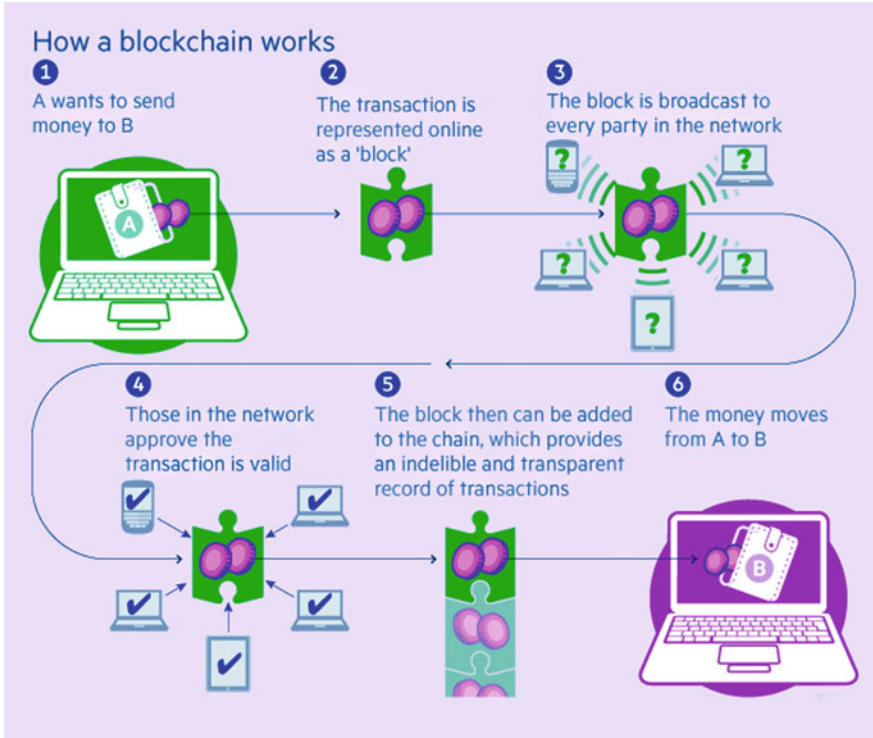 How a blockchain works
1
A wants to send
money to B
2
The transaction is
represented online
as a 'block'
3
The block is broadcast to
every party in the network
A
?
?
?
?
?
4
Those in the network
approve the
transaction is valid
5
The block then can be added
to the chain, which provides
an indelible and transparent
record of transactions
6
The money moves
from A to B
B